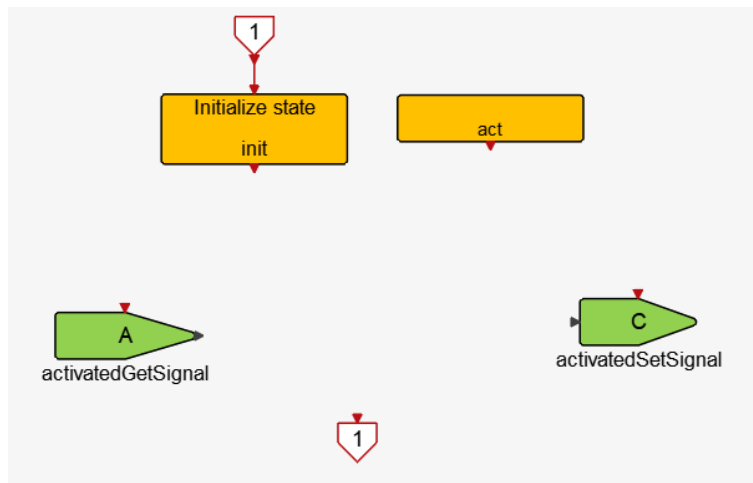 1
Initialize state
init
act
A
activatedGetSignal
C
activatedSetSignal
1